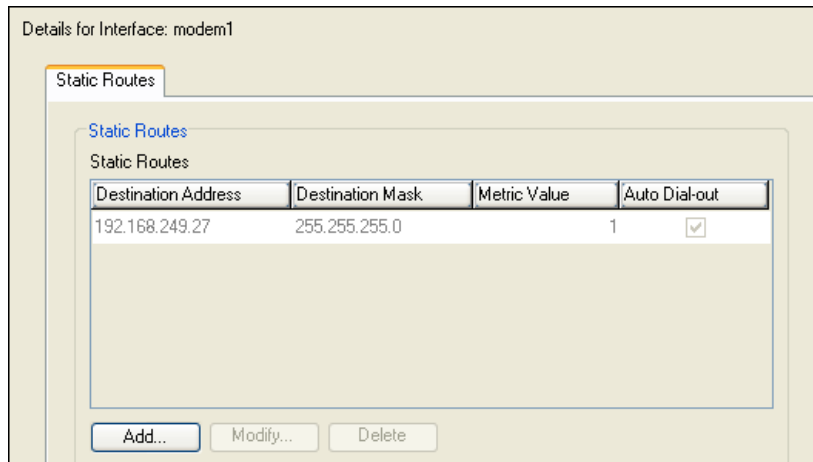 Details for Interface: modem1
Static Routes
Static Routes
Static Routes
Destination Address Destination Mask Metric Value Auto Dial-out
192.168.249.27 255.255.255.0 1
Add... Modify... Delete